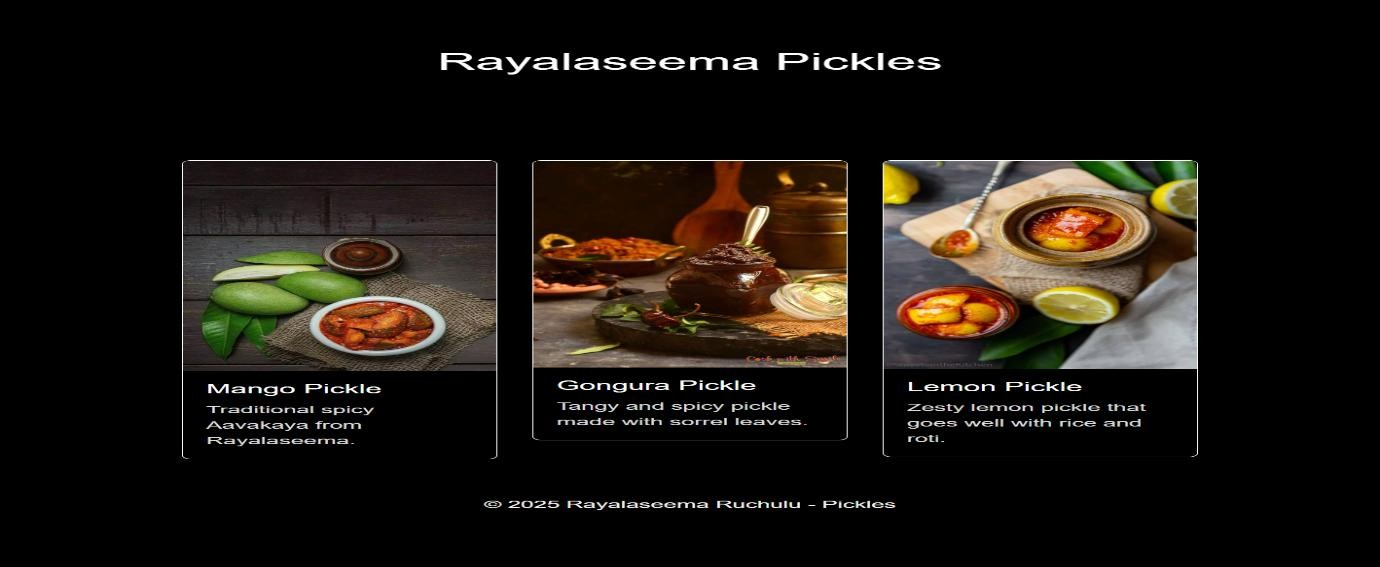 Rayalaseema Pickles
Mango Pickle
Traditional spicy
Aavakaya from
Rayalaseema.
Gongura Pickle
Tangy and spicy pickle
made with sorrel leaves.
Lemon Pickle
Zesty lemon pickle that
goes well with rice and
roti.
© 2025 Rayalaseema Ruchulu - Pickles